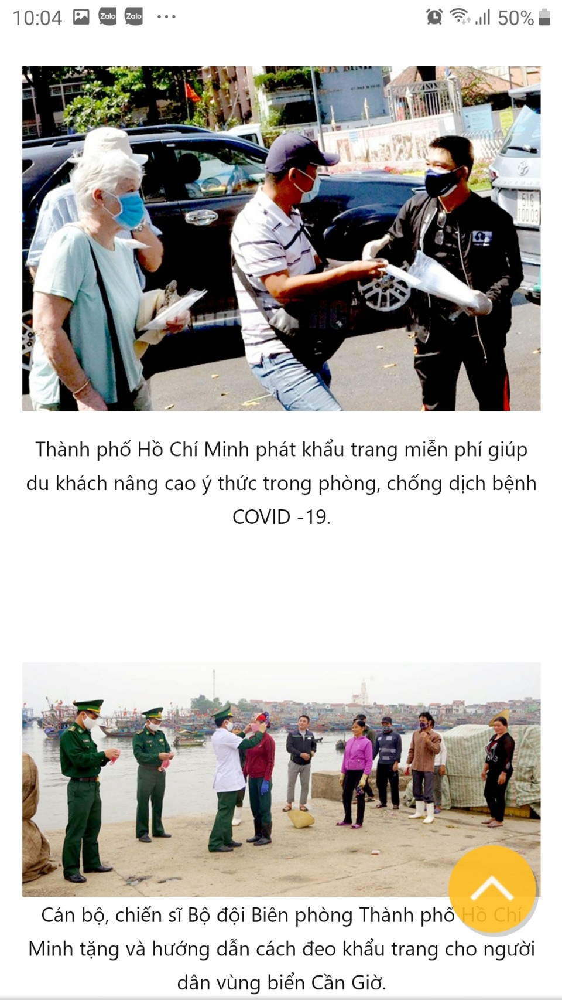 10:04 Zalo Zalo 50%
51G
10003
Thành phố Hồ Chí Minh phát khẩu trang miễn phí giúp
du khách nâng cao ý thức trong phòng, chống dịch bệnh
COVID -19.
Cán bộ, chiến sĩ Bộ đội Biên phòng Thành phố Hồ Chí
Minh tặng và hướng dẫn cách đeo khẩu trang cho người
dân vùng biển Cần Giờ.